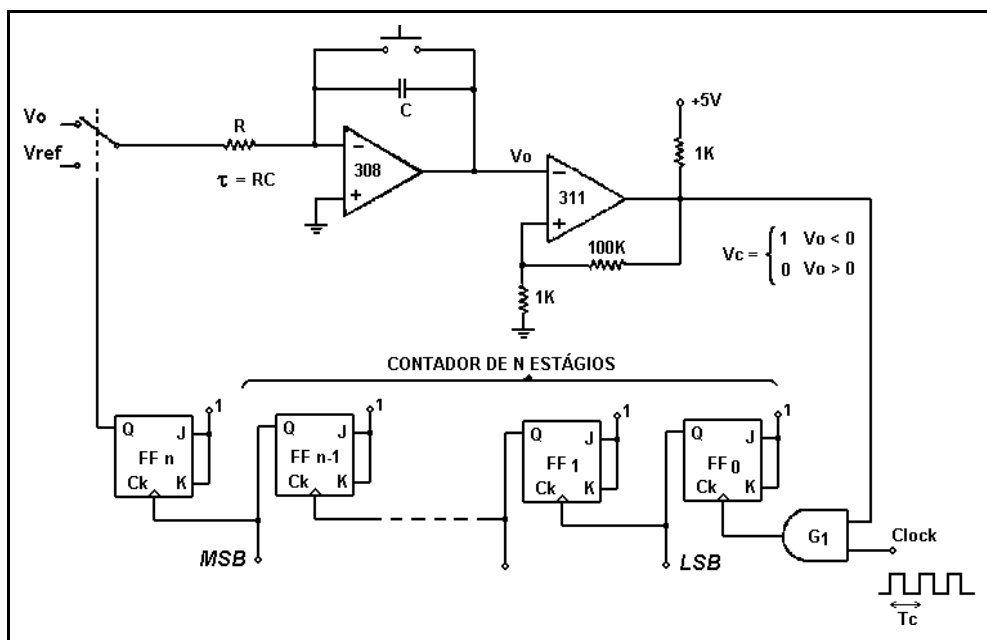 +5V
Vo
C
R
1K
Vref
308
Vo
τ = RC
311
Vc = { 1 Vo < 0
0 Vo > 0
100K
1K
CONTADOR DE N ESTÁGIOS
1
1
1
1
Q J
Q J
Q J
Q J
FF n
FF n-1
FF 1
FF 0
Ck K
Ck K
Ck K
Ck K
G1
Clock
MSB
LSB
Tc